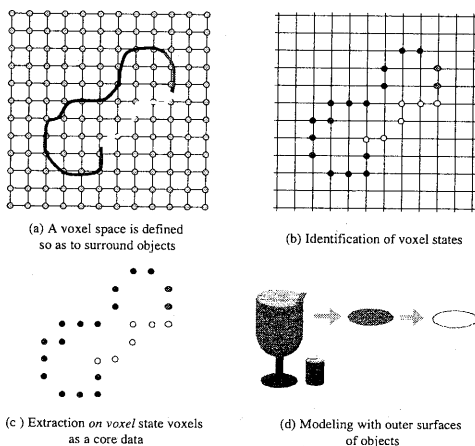 (a) A voxel space is defined
so as to surround objects
(b) Identification of voxel states
(c ) Extraction on voxel state voxels
as a core data
(d) Modeling with outer surfaces
of objects